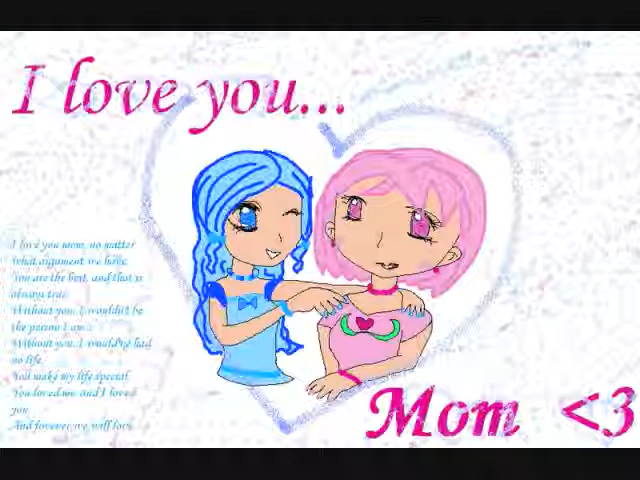 I love you...
I love you mom, no matter
What argument we have.
You are the best, and that is
always true.
Without you, I wouldn't be
the person I am.
Without you, I would've had
no life.
You make my life special.
You loved me and I love
you
And forever we will love.
Mom <3